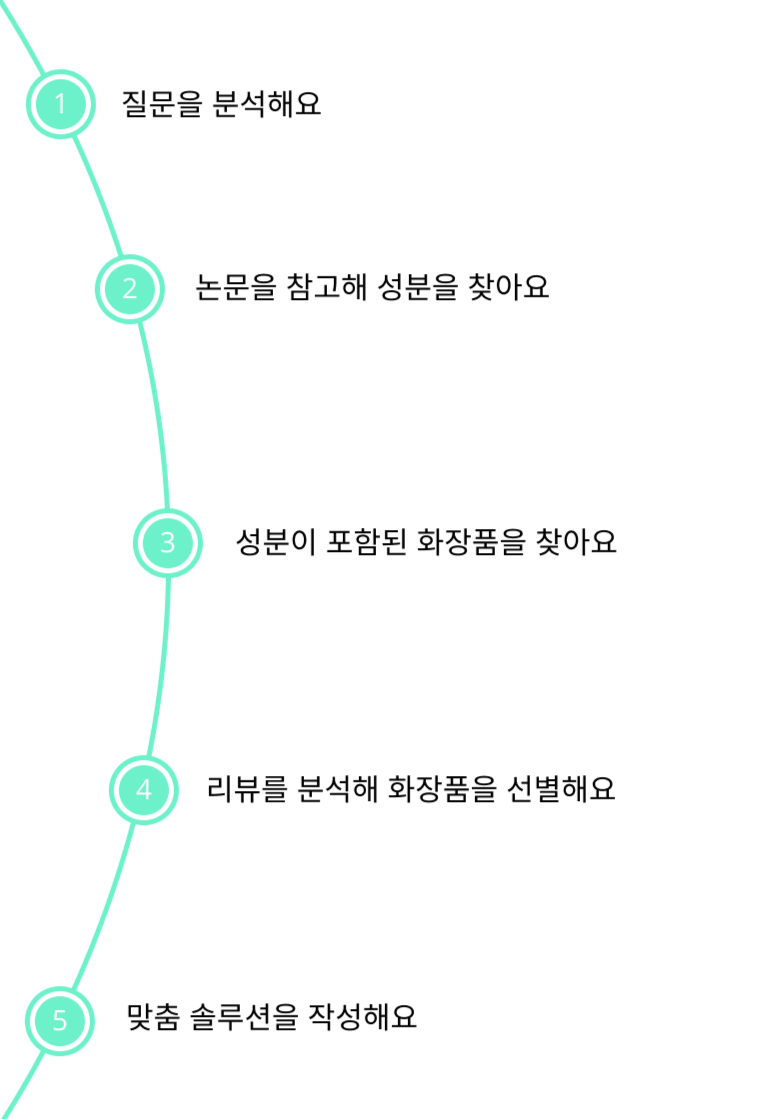 1 질문을 분석해요
2 논문을 참고해 성분을 찾아요
3 성분이 포함된 화장품을 찾아요
4 리뷰를 분석해 화장품을 선별해요
5 맞춤 솔루션을 작성해요